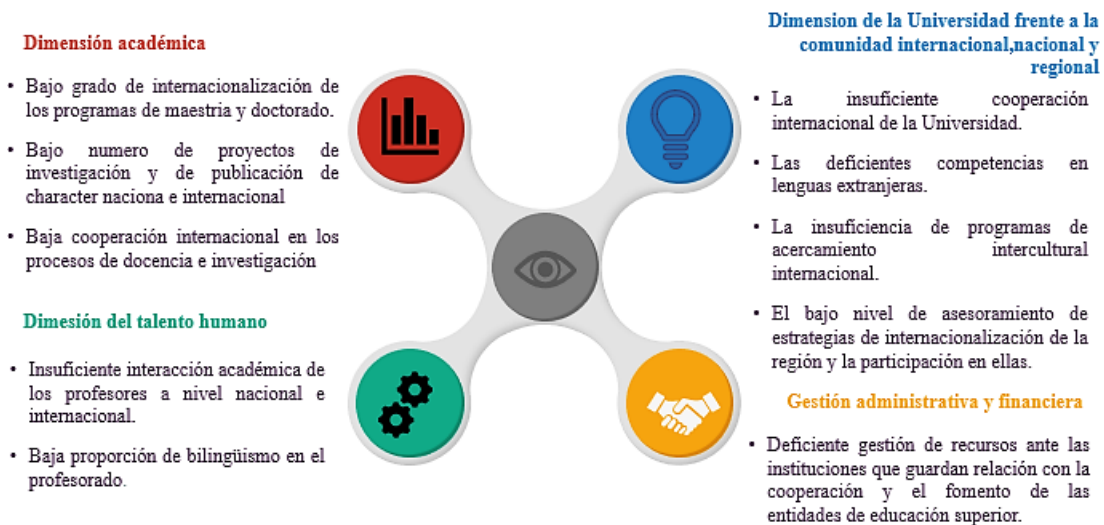 Dimensión académica
• Bajo grado de internacionalización de
los programas de maestria y doctorado.
• Bajo numero de proyectos de
investigación y de publicación de
character naciona e internacional
• Baja cooperación internacional en los
procesos de docencia e investigación
Dimesión del talento humano
• Insuficiente interacción académica de
los profesores a nivel nacional e
internacional.
• Baja proporción de bilingüismo en el
profesorado.
Dimension de la Universidad frente a la
comunidad internacional,nacional y
regional
• La insuficiente cooperación
internacional de la Universidad.
• Las deficientes competencias en
lenguas extranjeras.
• La insuficiencia de programas de
acercamiento intercultural
internacional.
• El bajo nivel de asesoramiento de
estrategias de internacionalización de la
región y la participación en ellas.
Gestión administrativa y financiera
• Deficiente gestión de recursos ante las
instituciones que guardan relación con la
cooperación y el fomento de las
entidades de educación superior.